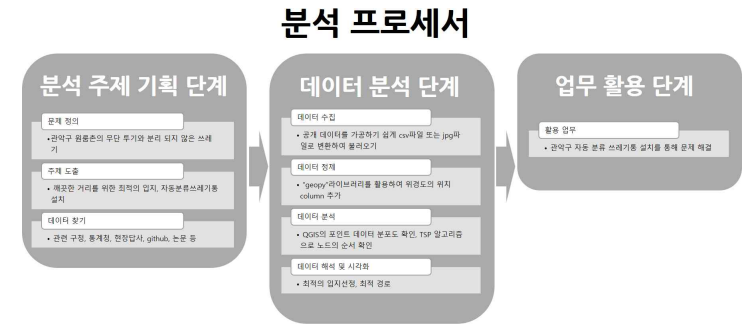 분석 프로세서
분석 주제 기획 단계
문제 정의
•관악구 원룸촌의 무단 투기와 분리 되지 않은 쓰레
기
주제 도출
• 깨끗한 거리를 위한 최적의 입지, 자동분류쓰레기통
설치
데이터 찾기
• 관련 구청, 통계청, 현장답사, github, 논문 등
데이터 분석 단계
데이터 수집
• 공개 데이터를 가공하기 쉽게 csv파일 또는 jpg파
일로 변환하여 불러오기
데이터 정제
• "geopy"라이브러리를 활용하여 위경도의 위치
column 추가
데이터 분석
• QGIS의 포인트 데이터 분포도 확인, TSP 알고리즘
으로 노드의 순서 확인
데이터 해석 및 시각화
• 최적의 입지선정, 최적 경로
업무 활용 단계
활용 업무
• 관악구 자동 분류 쓰레기통 설치를 통해 문제 해결